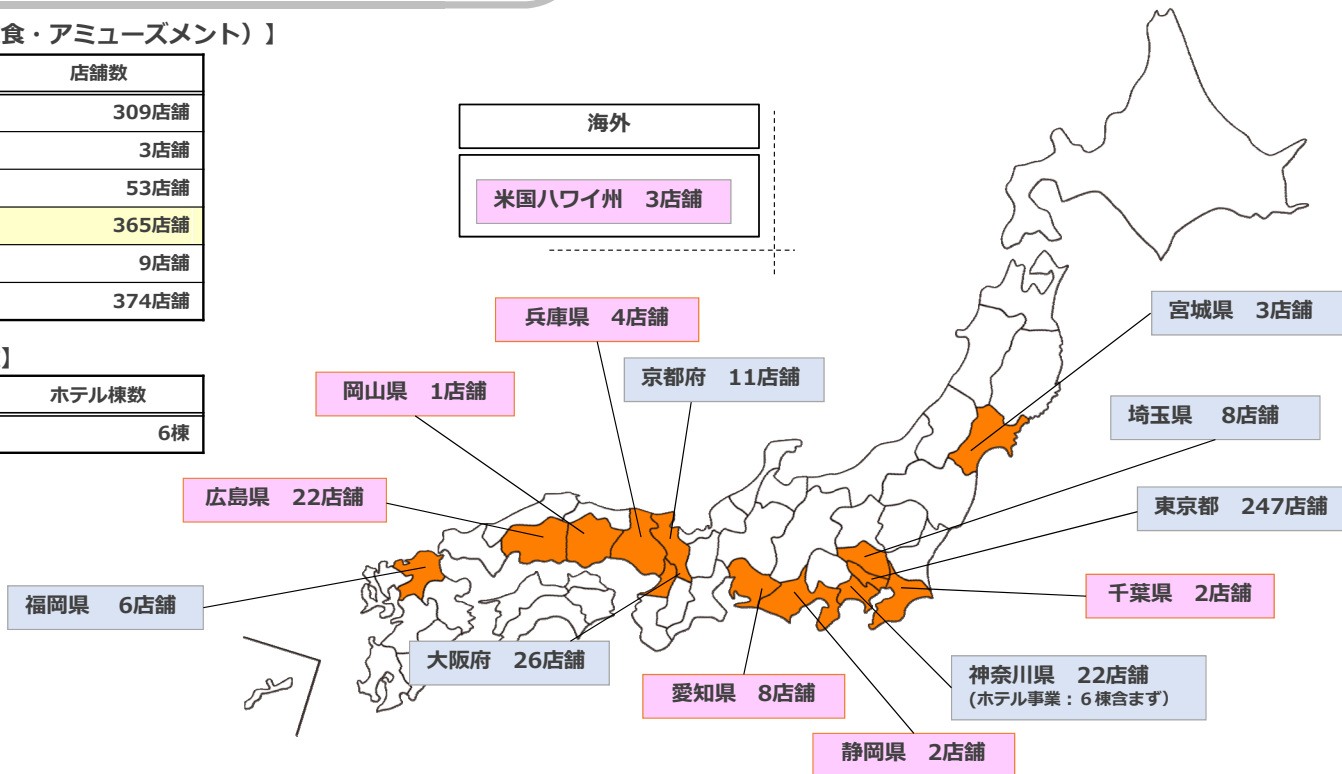 食・アミューズメント）】
店舗数
309店舗
3店舗
53店舗
365店舗
9店舗
374店舗
】
ホテル棟数
6棟
海外
米国ハワイ州　3店舗
兵庫県　4店舗
京都府　11店舗
岡山県　1店舗
広島県　22店舗
福岡県　6店舗
大阪府　26店舗
愛知県　8店舗
静岡県　2店舗
宮城県　3店舗
埼玉県　8店舗
東京都　247店舗
千葉県　2店舗
神奈川県　22店舗
(ホテル事業：６棟含まず）